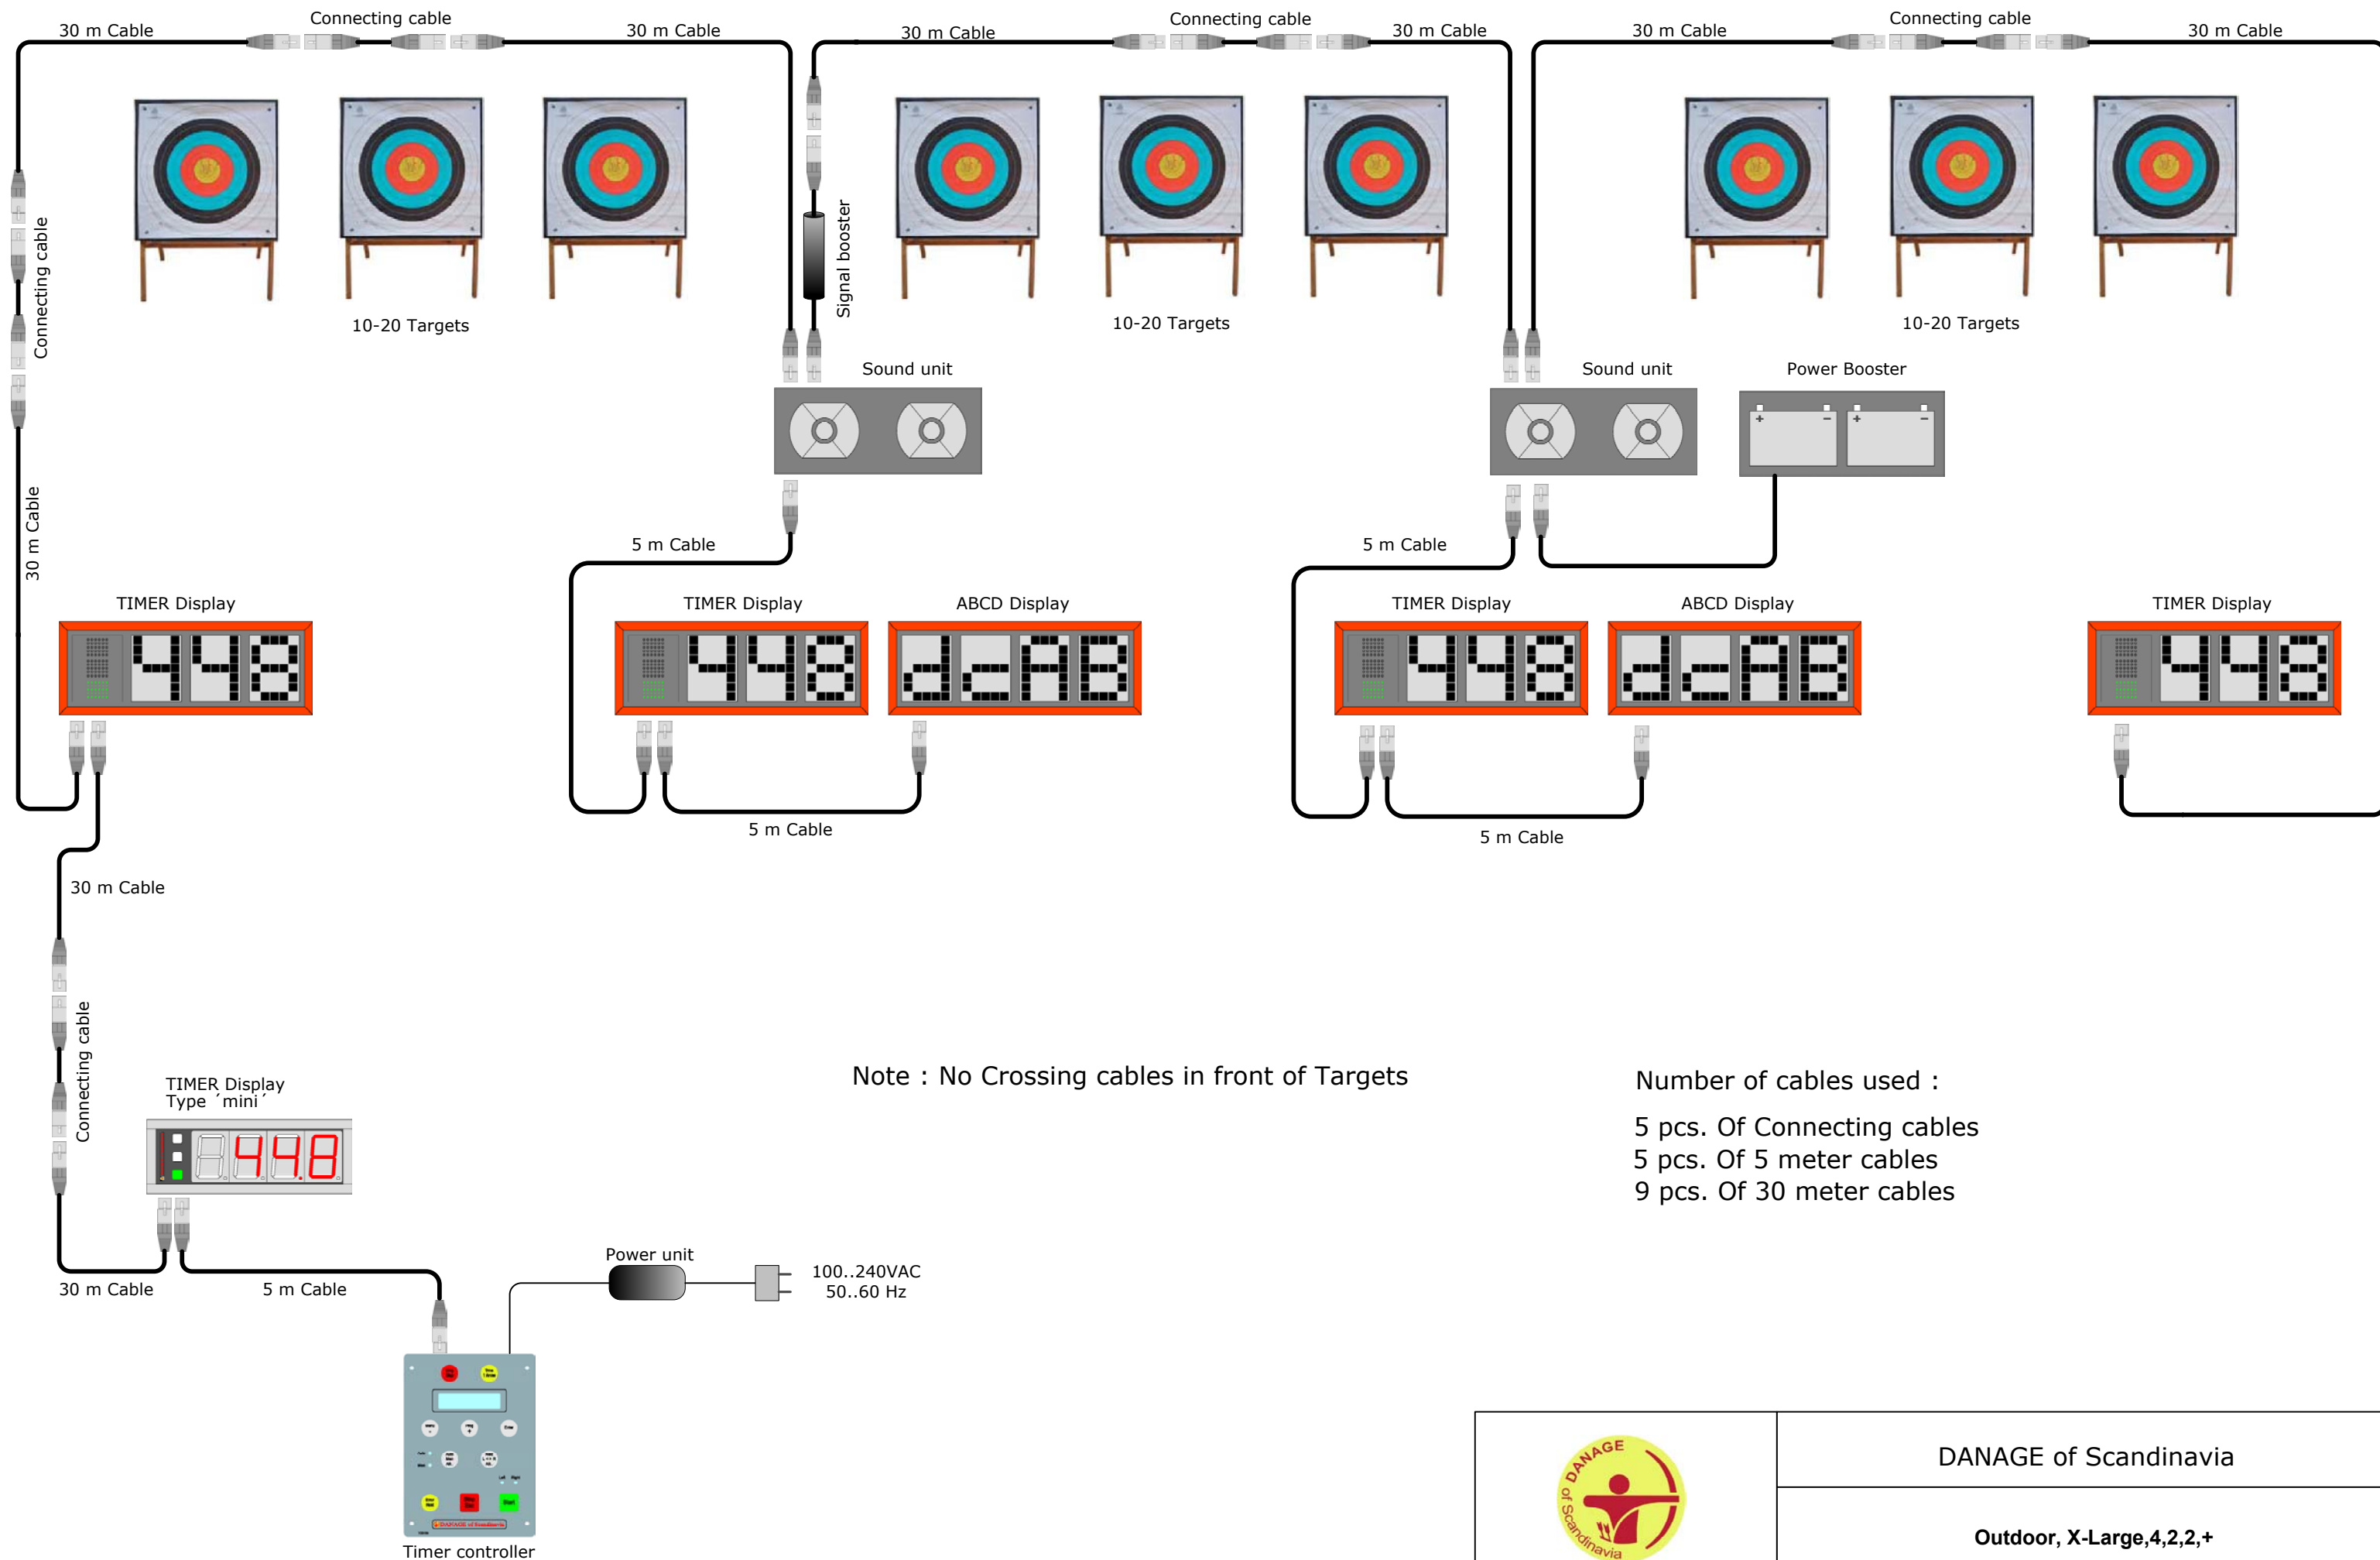 30 m Cable
Connecting cable
30 m Cable
30 m Cable
Connecting cable
30 m Cable
30 m Cable
Connecting cable
30 m Cable
Connecting cable
Signal booster
10-20 Targets
10-20 Targets
10-20 Targets
Sound unit
Sound unit
Power Booster
+ - + -
30 m Cable
5 m Cable
5 m Cable
TIMER Display
TIMER Display
ABCD Display
TIMER Display
ABCD Display
TIMER Display
448
448
dcAB
448
dcAB
448
5 m Cable
5 m Cable
30 m Cable
Connecting cable
TIMER Display
Type ´mini´
44.8
Note : No Crossing cables in front of Targets
Number of cables used :
5 pcs. Of Connecting cables
5 pcs. Of 5 meter cables
9 pcs. Of 30 meter cables
30 m Cable
5 m Cable
Power unit
100..240VAC
50..60 Hz
Start
DANAGE of Scandinavia
Timer controller
DANAGE of Scandinavia
DANAGE of Scandinavia
Outdoor, X-Large,4,2,2,+